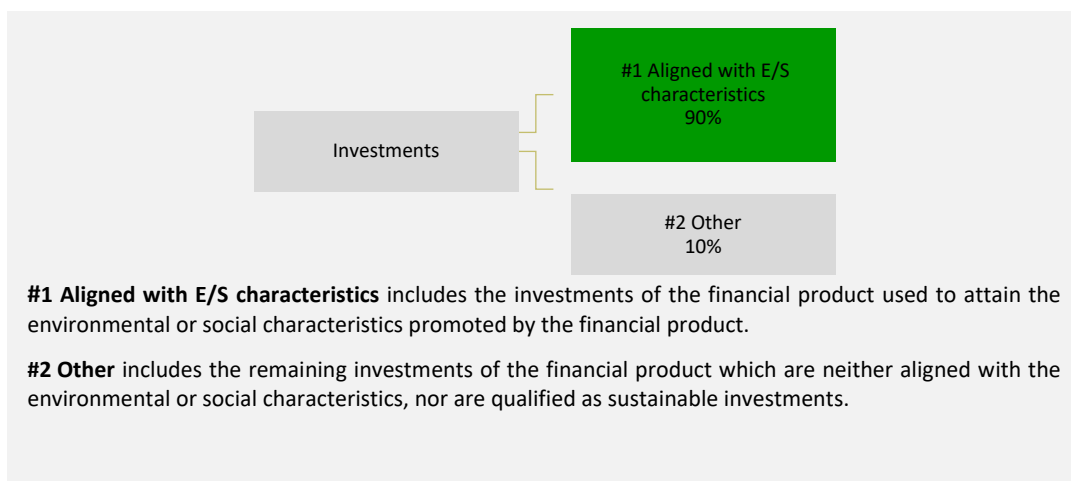 #1 Aligned with E/S
characteristics
90%
Investments
#2 Other
10%
#1 Aligned with E/S characteristics includes the investments of the financial product used to attain the
environmental or social characteristics promoted by the financial product.
#2 Other includes the remaining investments of the financial product which are neither aligned with the
environmental or social characteristics, nor are qualified as sustainable investments.